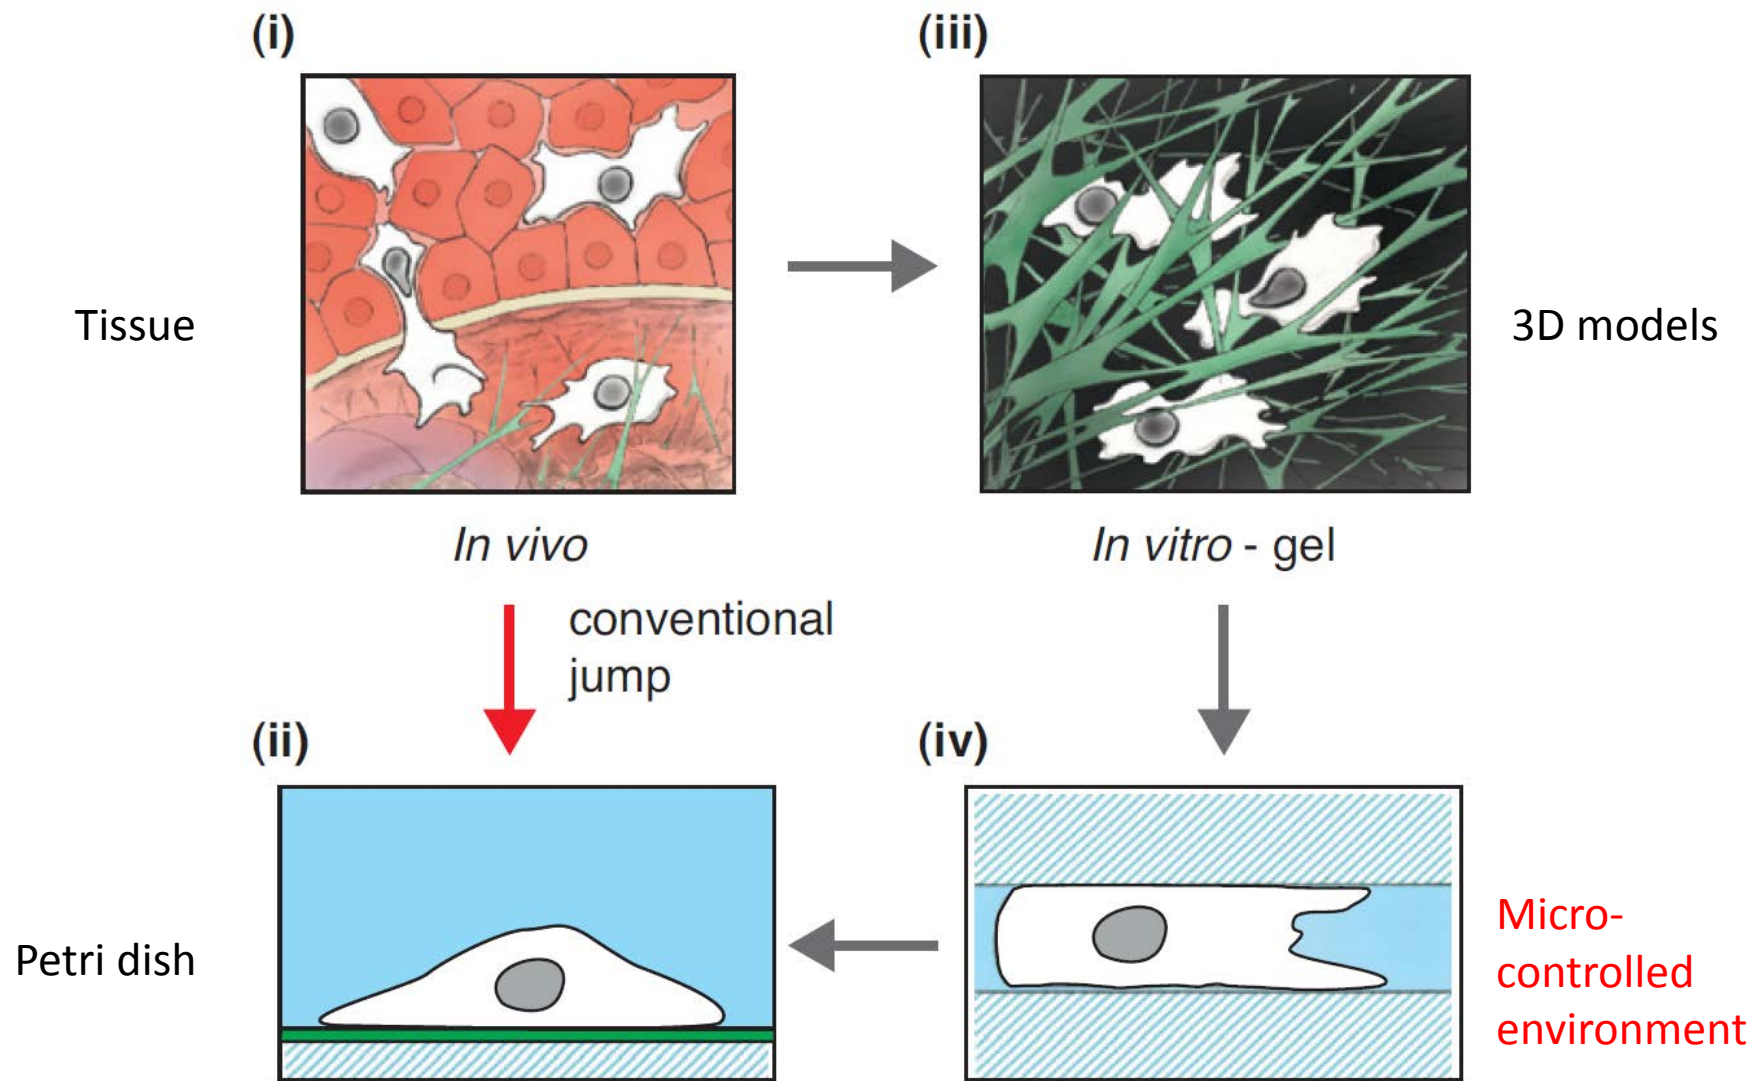 (i)
(iii)
Tissue
3D models
In vivo
In vitro - gel
conventional
jump
(ii)
(iv)
Petri dish
Micro-
controlled
environment